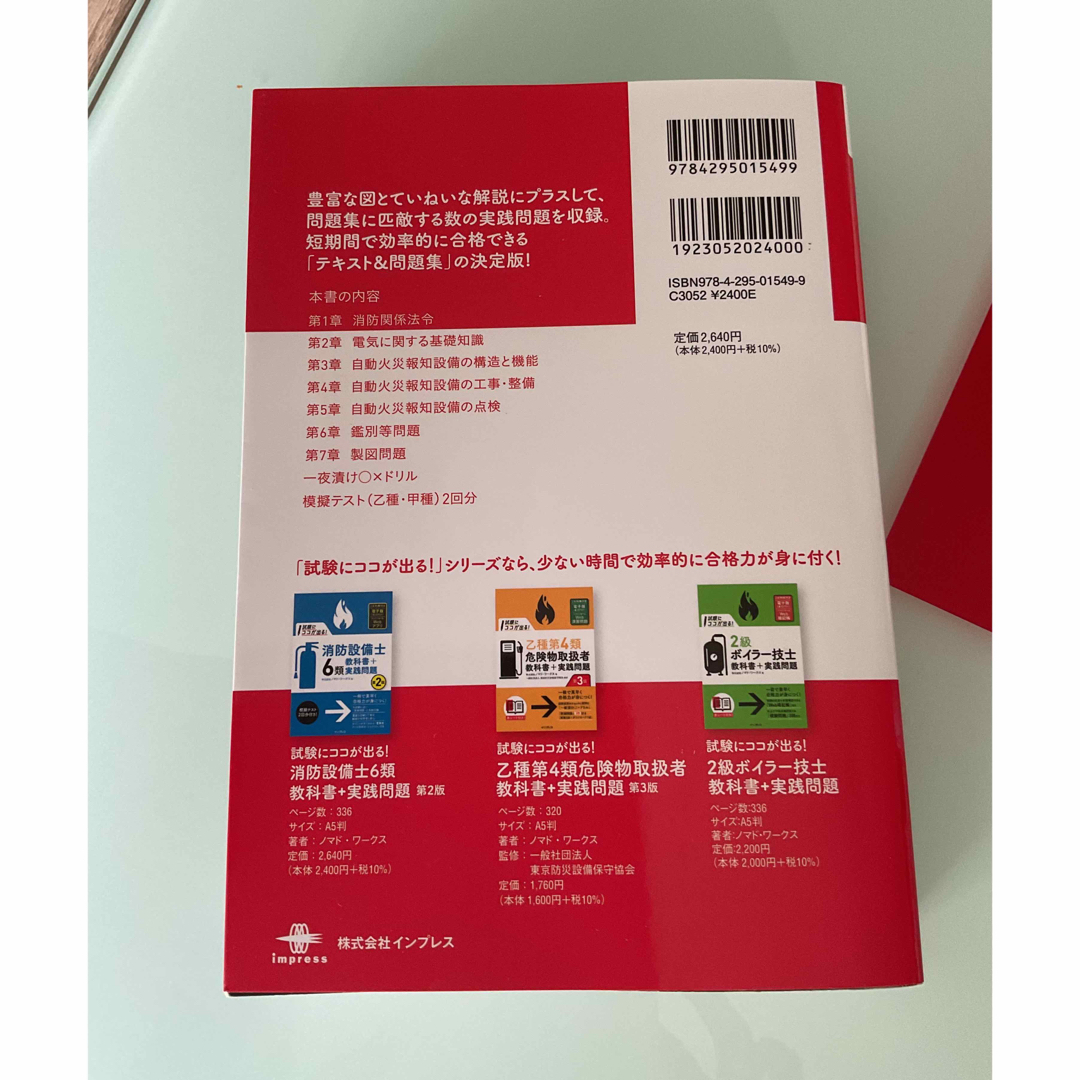 9784295015499
1923052024000
ISBN978-4-295-01549-9
C3052 ¥2400E
定価2,640円
(本体2,400円+税10%)
豊富な図とていねいな解説にプラスして、
問題集に匹敵する数の実践問題を収録。
短期間で効率的に合格できる
「テキスト&問題集」の決定版!
本書の内容
第1章 消防関係法令
第2章 電気に関する基礎知識
第3章 自動火災報知設備の構造と機能
第4章 自動火災報知設備の工事・整備
第5章 自動火災報知設備の点検
第6章 鑑別等問題
第7章 製図問題
一夜漬け○×ドリル
模擬テスト(乙種・甲種)2回分
「試験にココが出る!」シリーズなら、少ない時間で効率的に合格力が身に付く!
試験に
ココが出る!
消防設備士
6類
教科書+
実践問題
第2版
試験に
ココが出る!
乙種第4類
危険物取扱者
教科書+実践問題
第3版
試験に
ココが出る!
2級
ボイラー技士
教科書+実践問題
試験にココが出る!
消防設備士6類
教科書+実践問題 第2版
ページ数:336
サイズ:A5判
著者:ノマド・ワークス
定価:2,640円
(本体2,400円+税10%)
試験にココが出る!
乙種第4類危険物取扱者
教科書+実践問題 第3版
ページ数:320
サイズ:A5判
著者:ノマド・ワークス
監修:一般社団法人
東京防災設備保守協会
定価:1,760円
(本体1,600円+税10%)
試験にココが出る!
2級ボイラー技士
教科書+実践問題
ページ数:336
サイズ:A5判
著者:ノマド・ワークス
定価:2,200円
(本体2,000円+税10%)
impress
株式会社インプレス